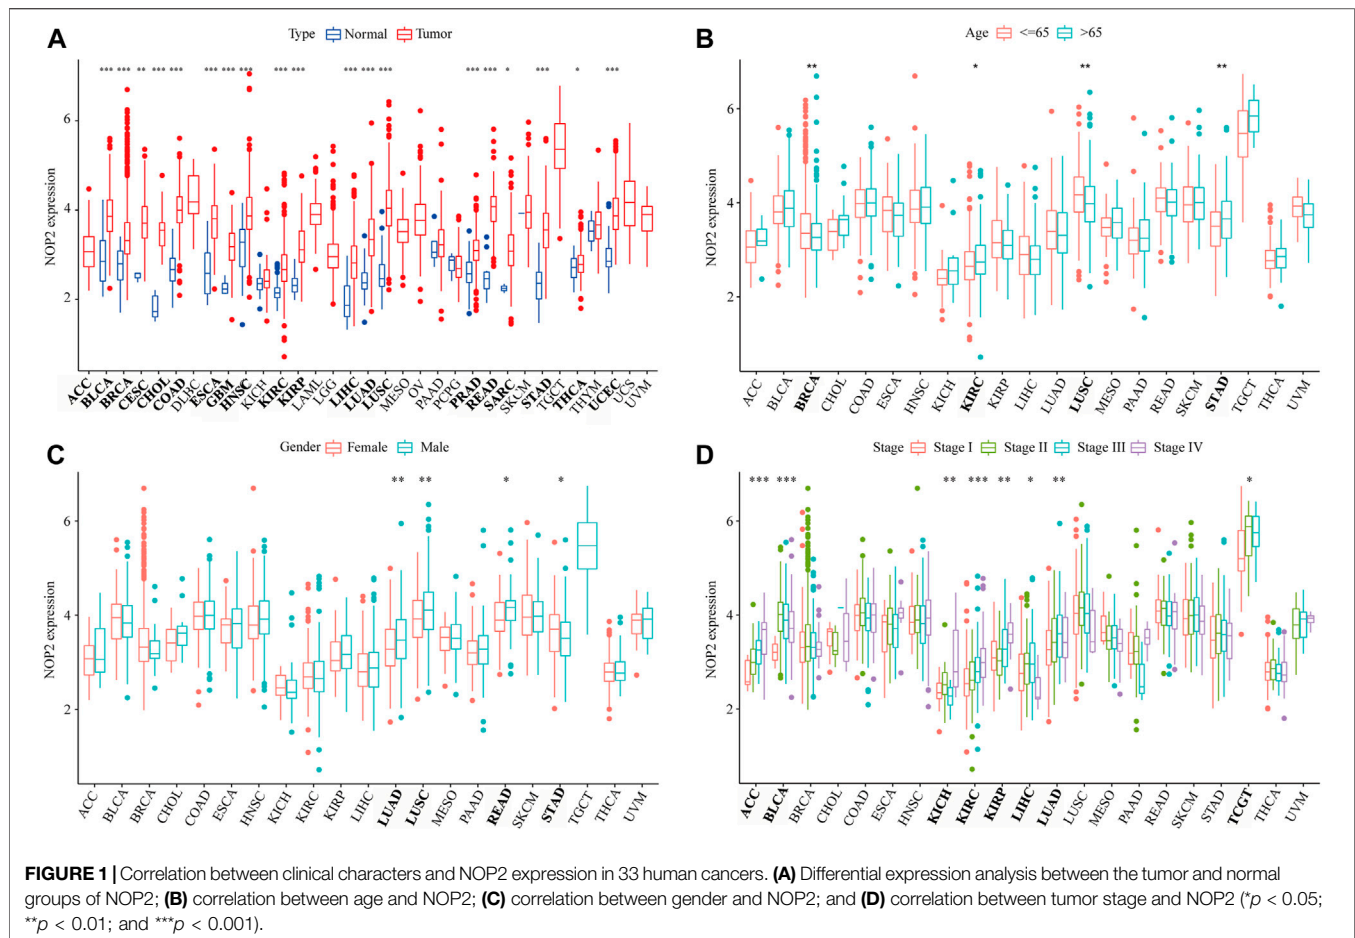 A
Type Normal Tumor
*** *** ** *** *** *** *** *** *** *** *** *** *** *** *** * *** * ***
NOP2 expression
6
4
2
ACC BLCA BRCA CESC CHOL COAD DLBC ESCA GBM HNSC KICH KIRC KIRP LAML LGG LIHC LUAD LUSC MESO OV PAAD PCPG PRAD READ SARC SKCM STAD TGCT THCA THYM UCEC UCS UVM
B
Age <=65 >65
** * ** **
NOP2 expression
6
4
2
ACC BLCA BRCA CHOL COAD ESCA HNSC KICH KIRC KIRP LIHC LUAD LUSC MESO PAAD READ SKCM STAD TGCT THCA UVM
C
Gender Female Male
** ** * *
NOP2 expression
6
4
2
ACC BLCA BRCA CHOL COAD ESCA HNSC KICH KIRC KIRP LIHC LUAD LUSC MESO PAAD READ SKCM STAD TGCT THCA UVM
D
Stage Stage I Stage II Stage III Stage IV
*** *** ** *** ** * ** *
NOP2 expression
6
4
2
ACC BLCA BRCA CHOL COAD ESCA HNSC KICH KIRC KIRP LIHC LUAD LUSC MESO PAAD READ SKCM STAD TCGT THCA UVM
FIGURE 1 | Correlation between clinical characters and NOP2 expression in 33 human cancers. (A) Differential expression analysis between the tumor and normal
groups of NOP2; (B) correlation between age and NOP2; (C) correlation between gender and NOP2; and (D) correlation between tumor stage and NOP2 (*p < 0.05;
**p < 0.01; and ***p < 0.001).